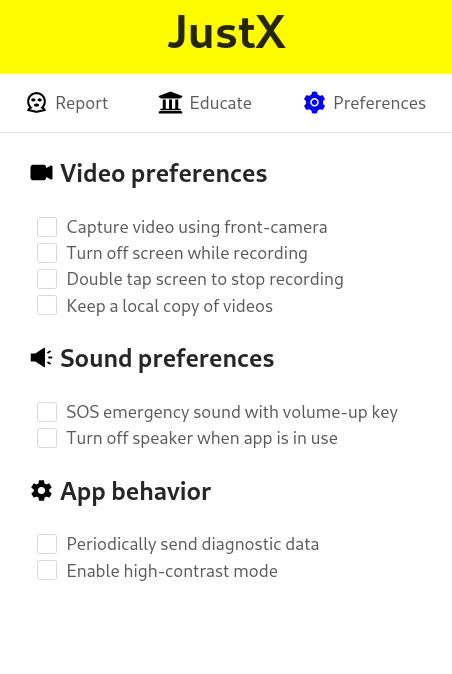 JustX
Report Educate Preferences
Video preferences
Capture video using front-camera
Turn off screen while recording
Double tap screen to stop recording
Keep a local copy of videos
Sound preferences
SOS emergency sound with volume-up key
Turn off speaker when app is in use
App behavior
Periodically send diagnostic data
Enable high-contrast mode